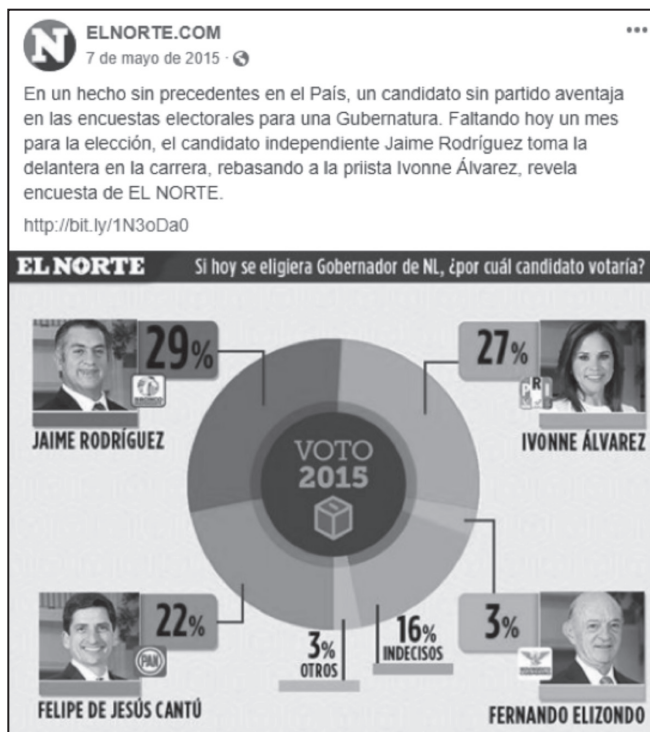 N
ELNORTE.COM
7 de mayo de 2015 ·
En un hecho sin precedentes en el País, un candidato sin partido aventaja
en las encuestas electorales para una Gubernatura. Faltando hoy un mes
para la elección, el candidato independiente Jaime Rodríguez toma la
delantera en la carrera, rebasando a la priista Ivonne Álvarez, revela
encuesta de EL NORTE.
http://bit.ly/1N3oDa0
EL NORTE Si hoy se eligiera Gobernador de NL, ¿por cuál candidato votaría?
29%
JAIME RODRÍGUEZ
27%
R
IVONNE ÁLVAREZ
VOTO
2015
22%
PAN
FELIPE DE JESÚS CANTÚ
3%
OTROS
16%
INDECISOS
3%
FERNANDO ELIZONDO